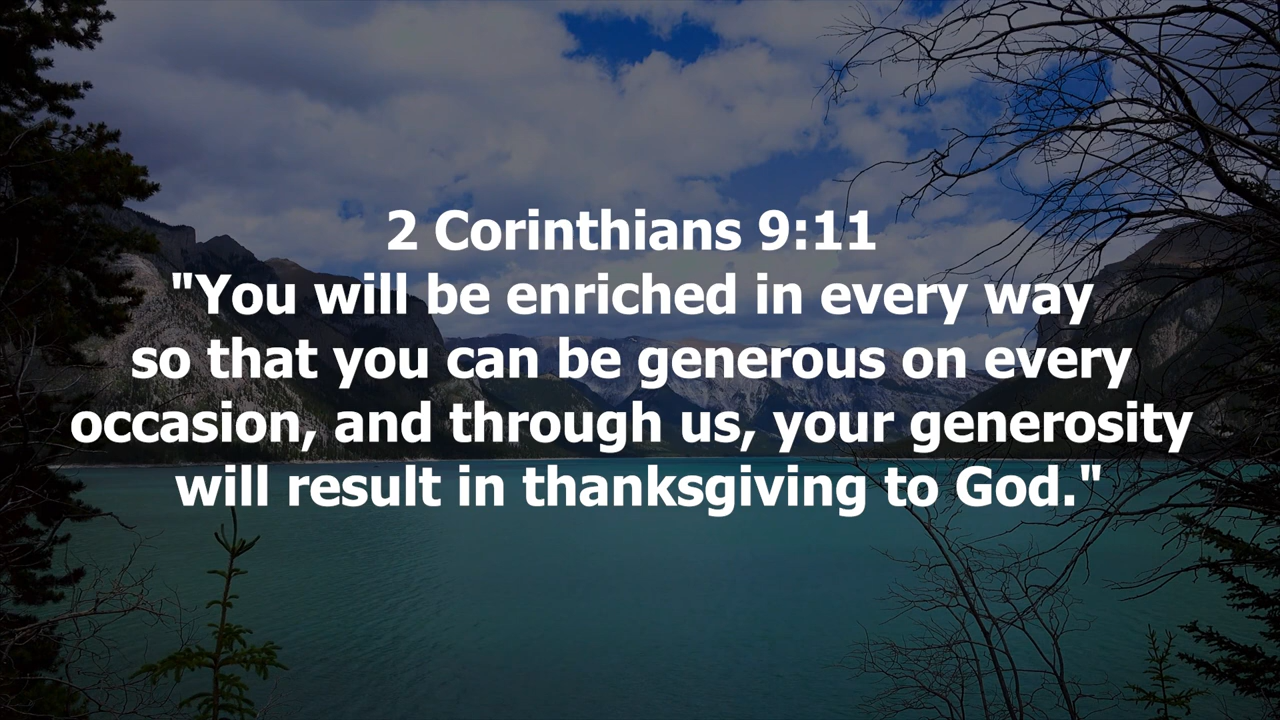 2 Corinthians 9:11
"You will be enriched in every way
so that you can be generous on every
occasion, and through us, your generosity
will result in thanksgiving to God."